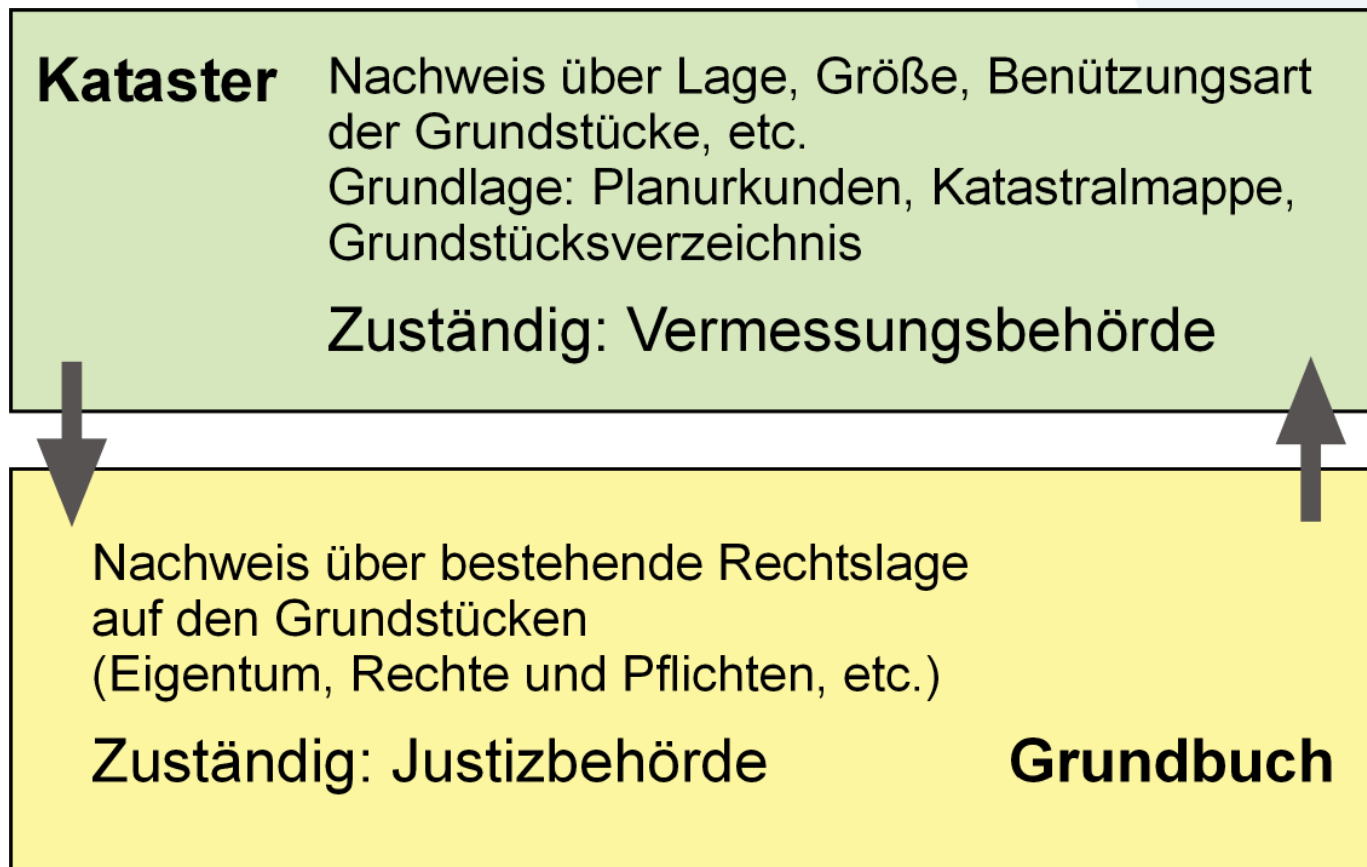 Kataster
Nachweis über Lage, Größe, Benützungsart
der Grundstücke, etc.
Grundlage: Planurkunden, Katastralmappe,
Grundstücksverzeichnis
Zuständig: Vermessungsbehörde
Nachweis über bestehende Rechtslage
auf den Grundstücken
(Eigentum, Rechte und Pflichten, etc.)
Zuständig: Justizbehörde
Grundbuch